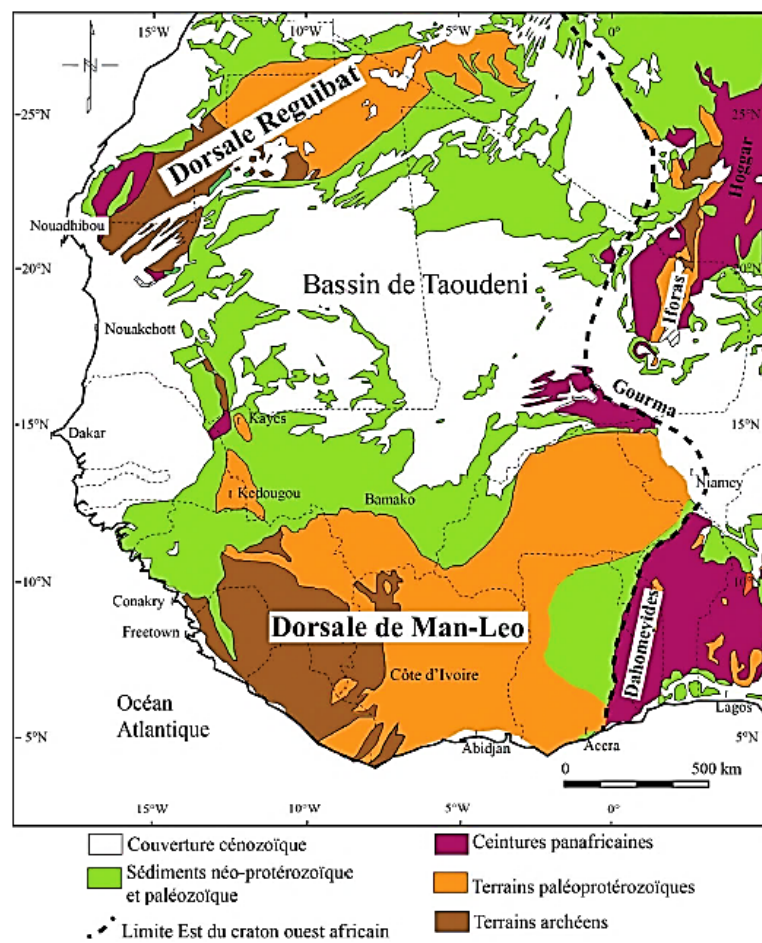 15°W 10°W 5°W 0°
N
25°N 25°N
Dorsale Reguibat
Hoggar
Nouadhibou
20°N 20°N
Bassin de Taoudeni
Iforas
Nouakchott
Gourma
15°N 15°N
Dakar
Kayes
Niamey
Kedougou
Bamako
10°N 10°N
Conakry
Freetown
Dorsale de Man-Leo
Dahomeyides
Côte d'Ivoire
Océan
Atlantique
Lagos
5°N 5°N
Abidjan
Accra
0 500 km
15°W 10°W 5°W 0°
Couverture cénozoïque
Sédiments néo-protérozoïque
et paléozoïque
Limite Est du craton ouest africain
Ceintures panafricaines
Terrains paléoprotérozoïques
Terrains archéens